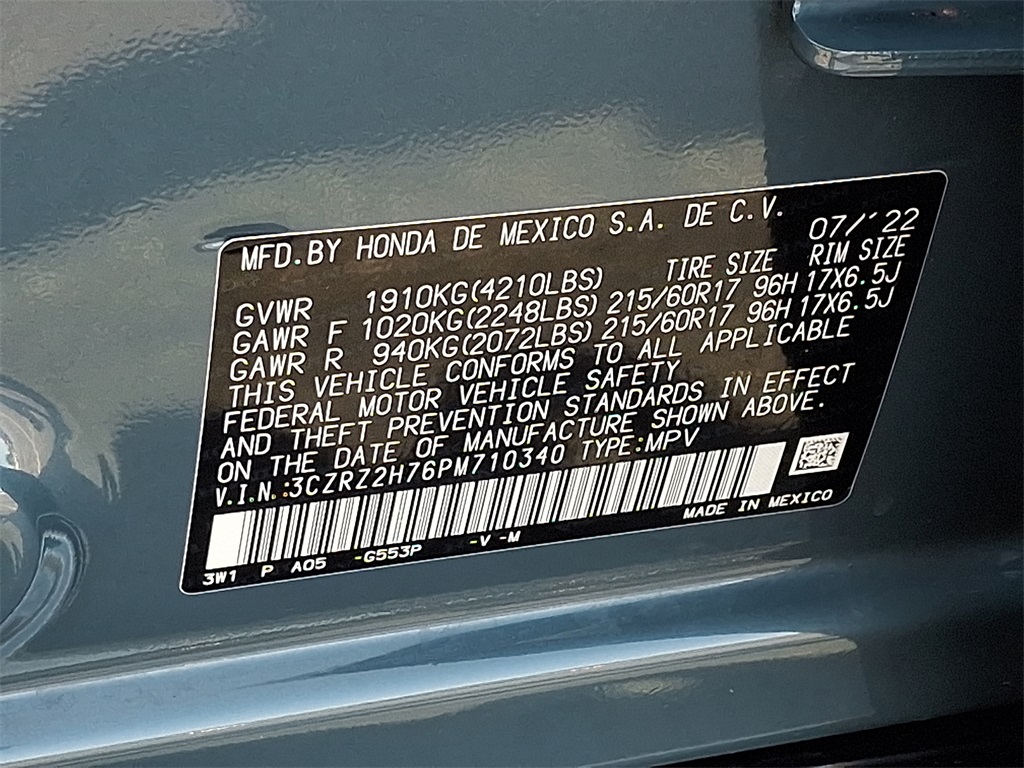 MFD.BY HONDA DE MEXICO S.A. DE C.V. 07/'22
GVWR 1910KG(4210LBS) TIRE SIZE RIM SIZE
GAWR F 1020KG(2248LBS) 215/60R17 96H 17X6.5J
GAWR R 940KG(2072LBS) 215/60R17 96H 17X6.5J
THIS VEHICLE CONFORMS TO ALL APPLICABLE
FEDERAL MOTOR VEHICLE SAFETY
AND THEFT PREVENTION STANDARDS IN EFFECT
ON THE DATE OF MANUFACTURE SHOWN ABOVE.
V.I.N.:3CZRZ2H76PM710340 TYPE:MPV
MADE IN MEXICO
3W1 P A05 -G553P -V -M